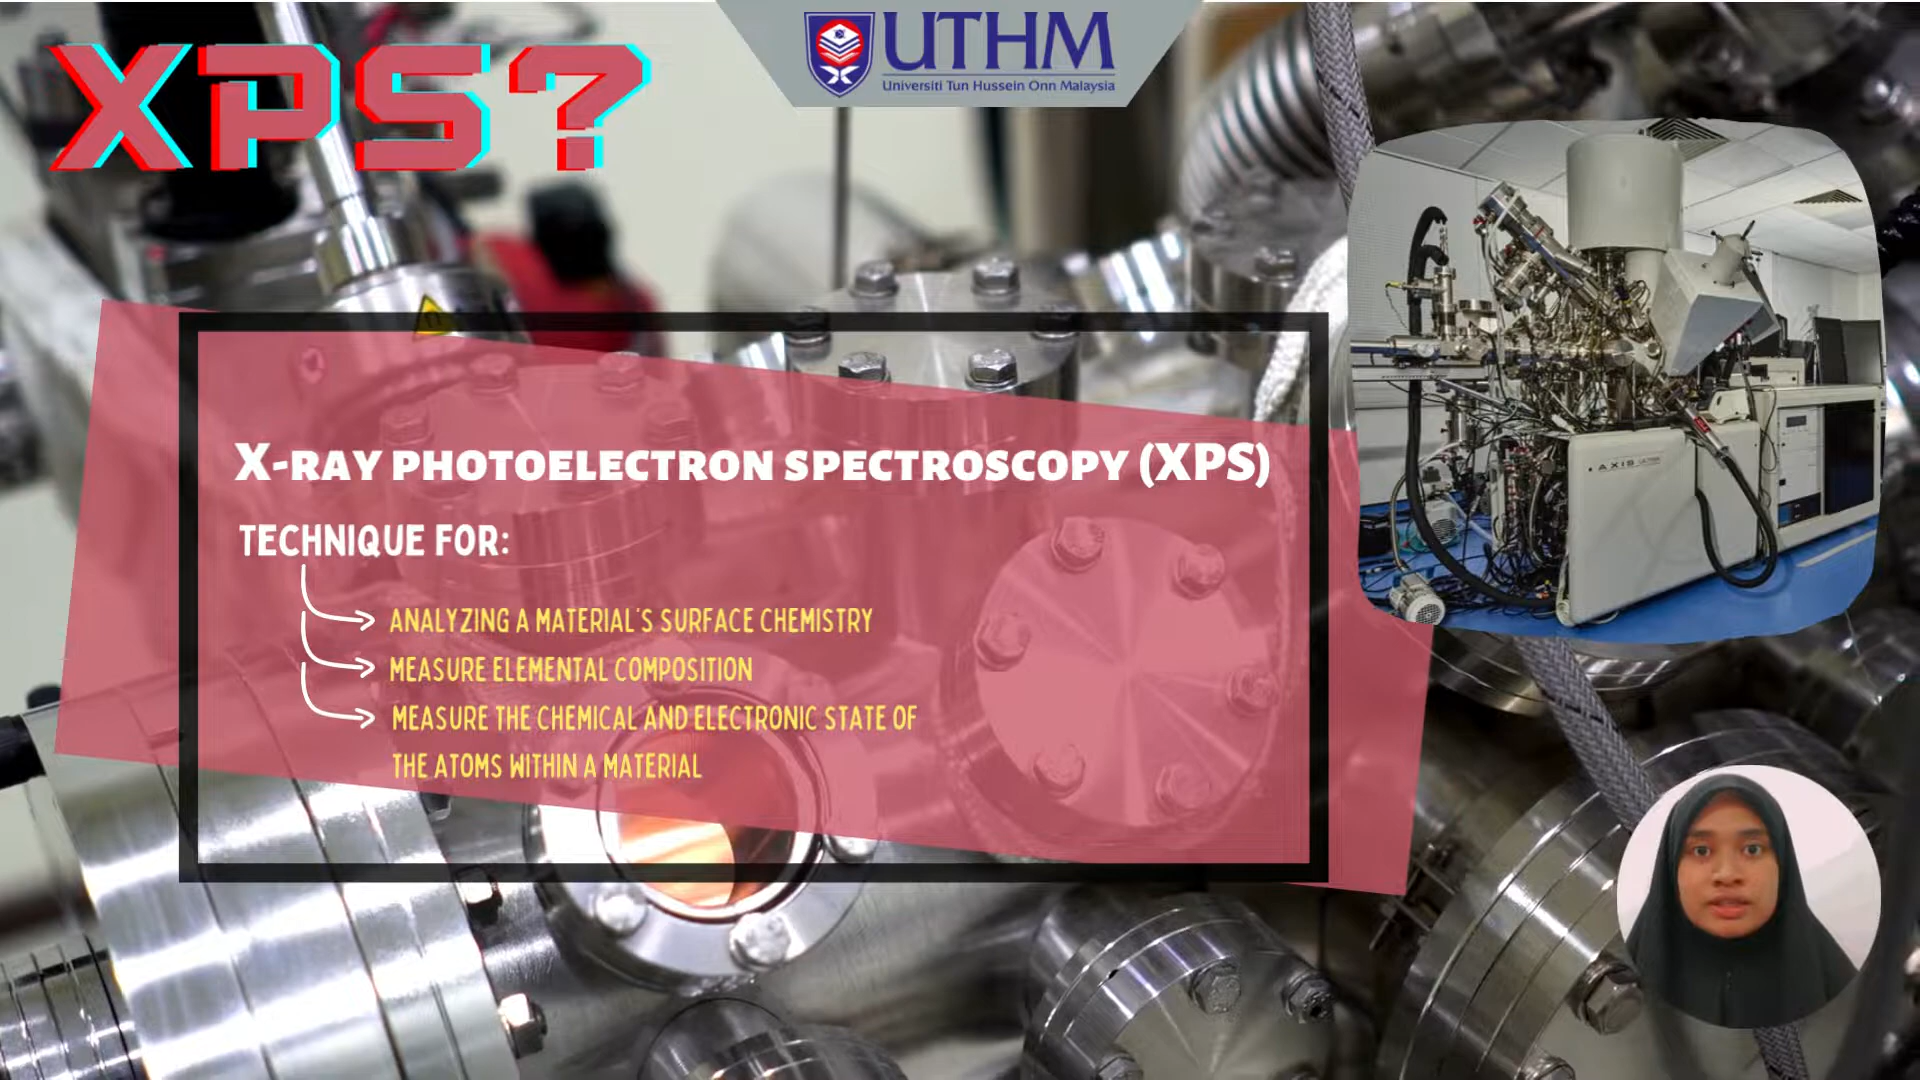 XPS?
UTHM
Universiti Tun Hussein Onn Malaysia
X-RAY PHOTOELECTRON SPECTROSCOPY (XPS)
TECHNIQUE FOR:
ANALYZING A MATERIAL'S SURFACE CHEMISTRY
MEASURE ELEMENTAL COMPOSITION
MEASURE THE CHEMICAL AND ELECTRONIC STATE OF
THE ATOMS WITHIN A MATERIAL
AXIS